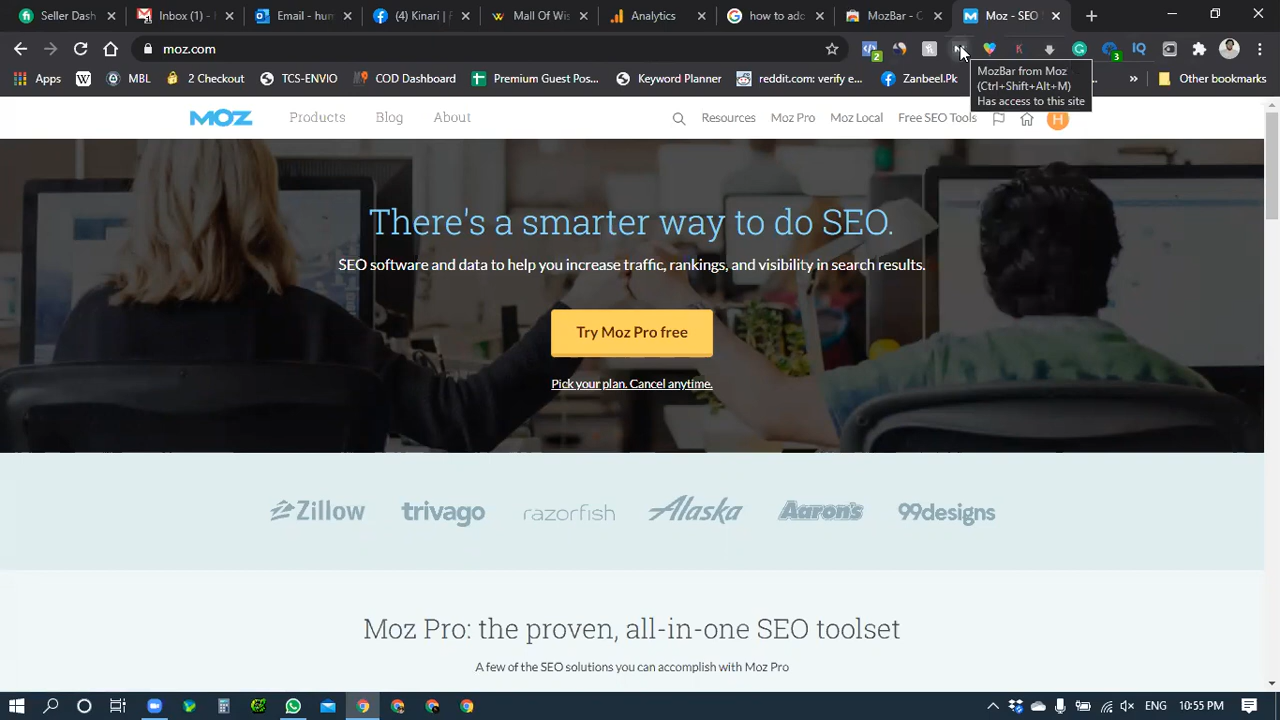 Seller Dash
Inbox (1) -
Email - hum
(4) Kinari |
Mall Of Wis
Analytics
how to add
MozBar - C
Moz - SEO
moz.com
2
K
IQ
3
Apps
MBL
2 Checkout
TCS-ENVIO
COD Dashboard
Premium Guest Pos...
Keyword Planner
reddit.com: verify e...
Zanbeel.Pk
»
Other bookmarks
MozBar from Moz
(Ctrl+Shift+Alt+M)
Has access to this site
MOZ
Products
Blog
About
Resources
Moz Pro
Moz Local
Free SEO Tools
H
There's a smarter way to do SEO.
SEO software and data to help you increase traffic, rankings, and visibility in search results.
Try Moz Pro free
Pick your plan. Cancel anytime.
Zillow
trivago
razorfish
Alaska
Aaron's
99designs
Moz Pro: the proven, all-in-one SEO toolset
A few of the SEO solutions you can accomplish with Moz Pro
ENG
10:55 PM